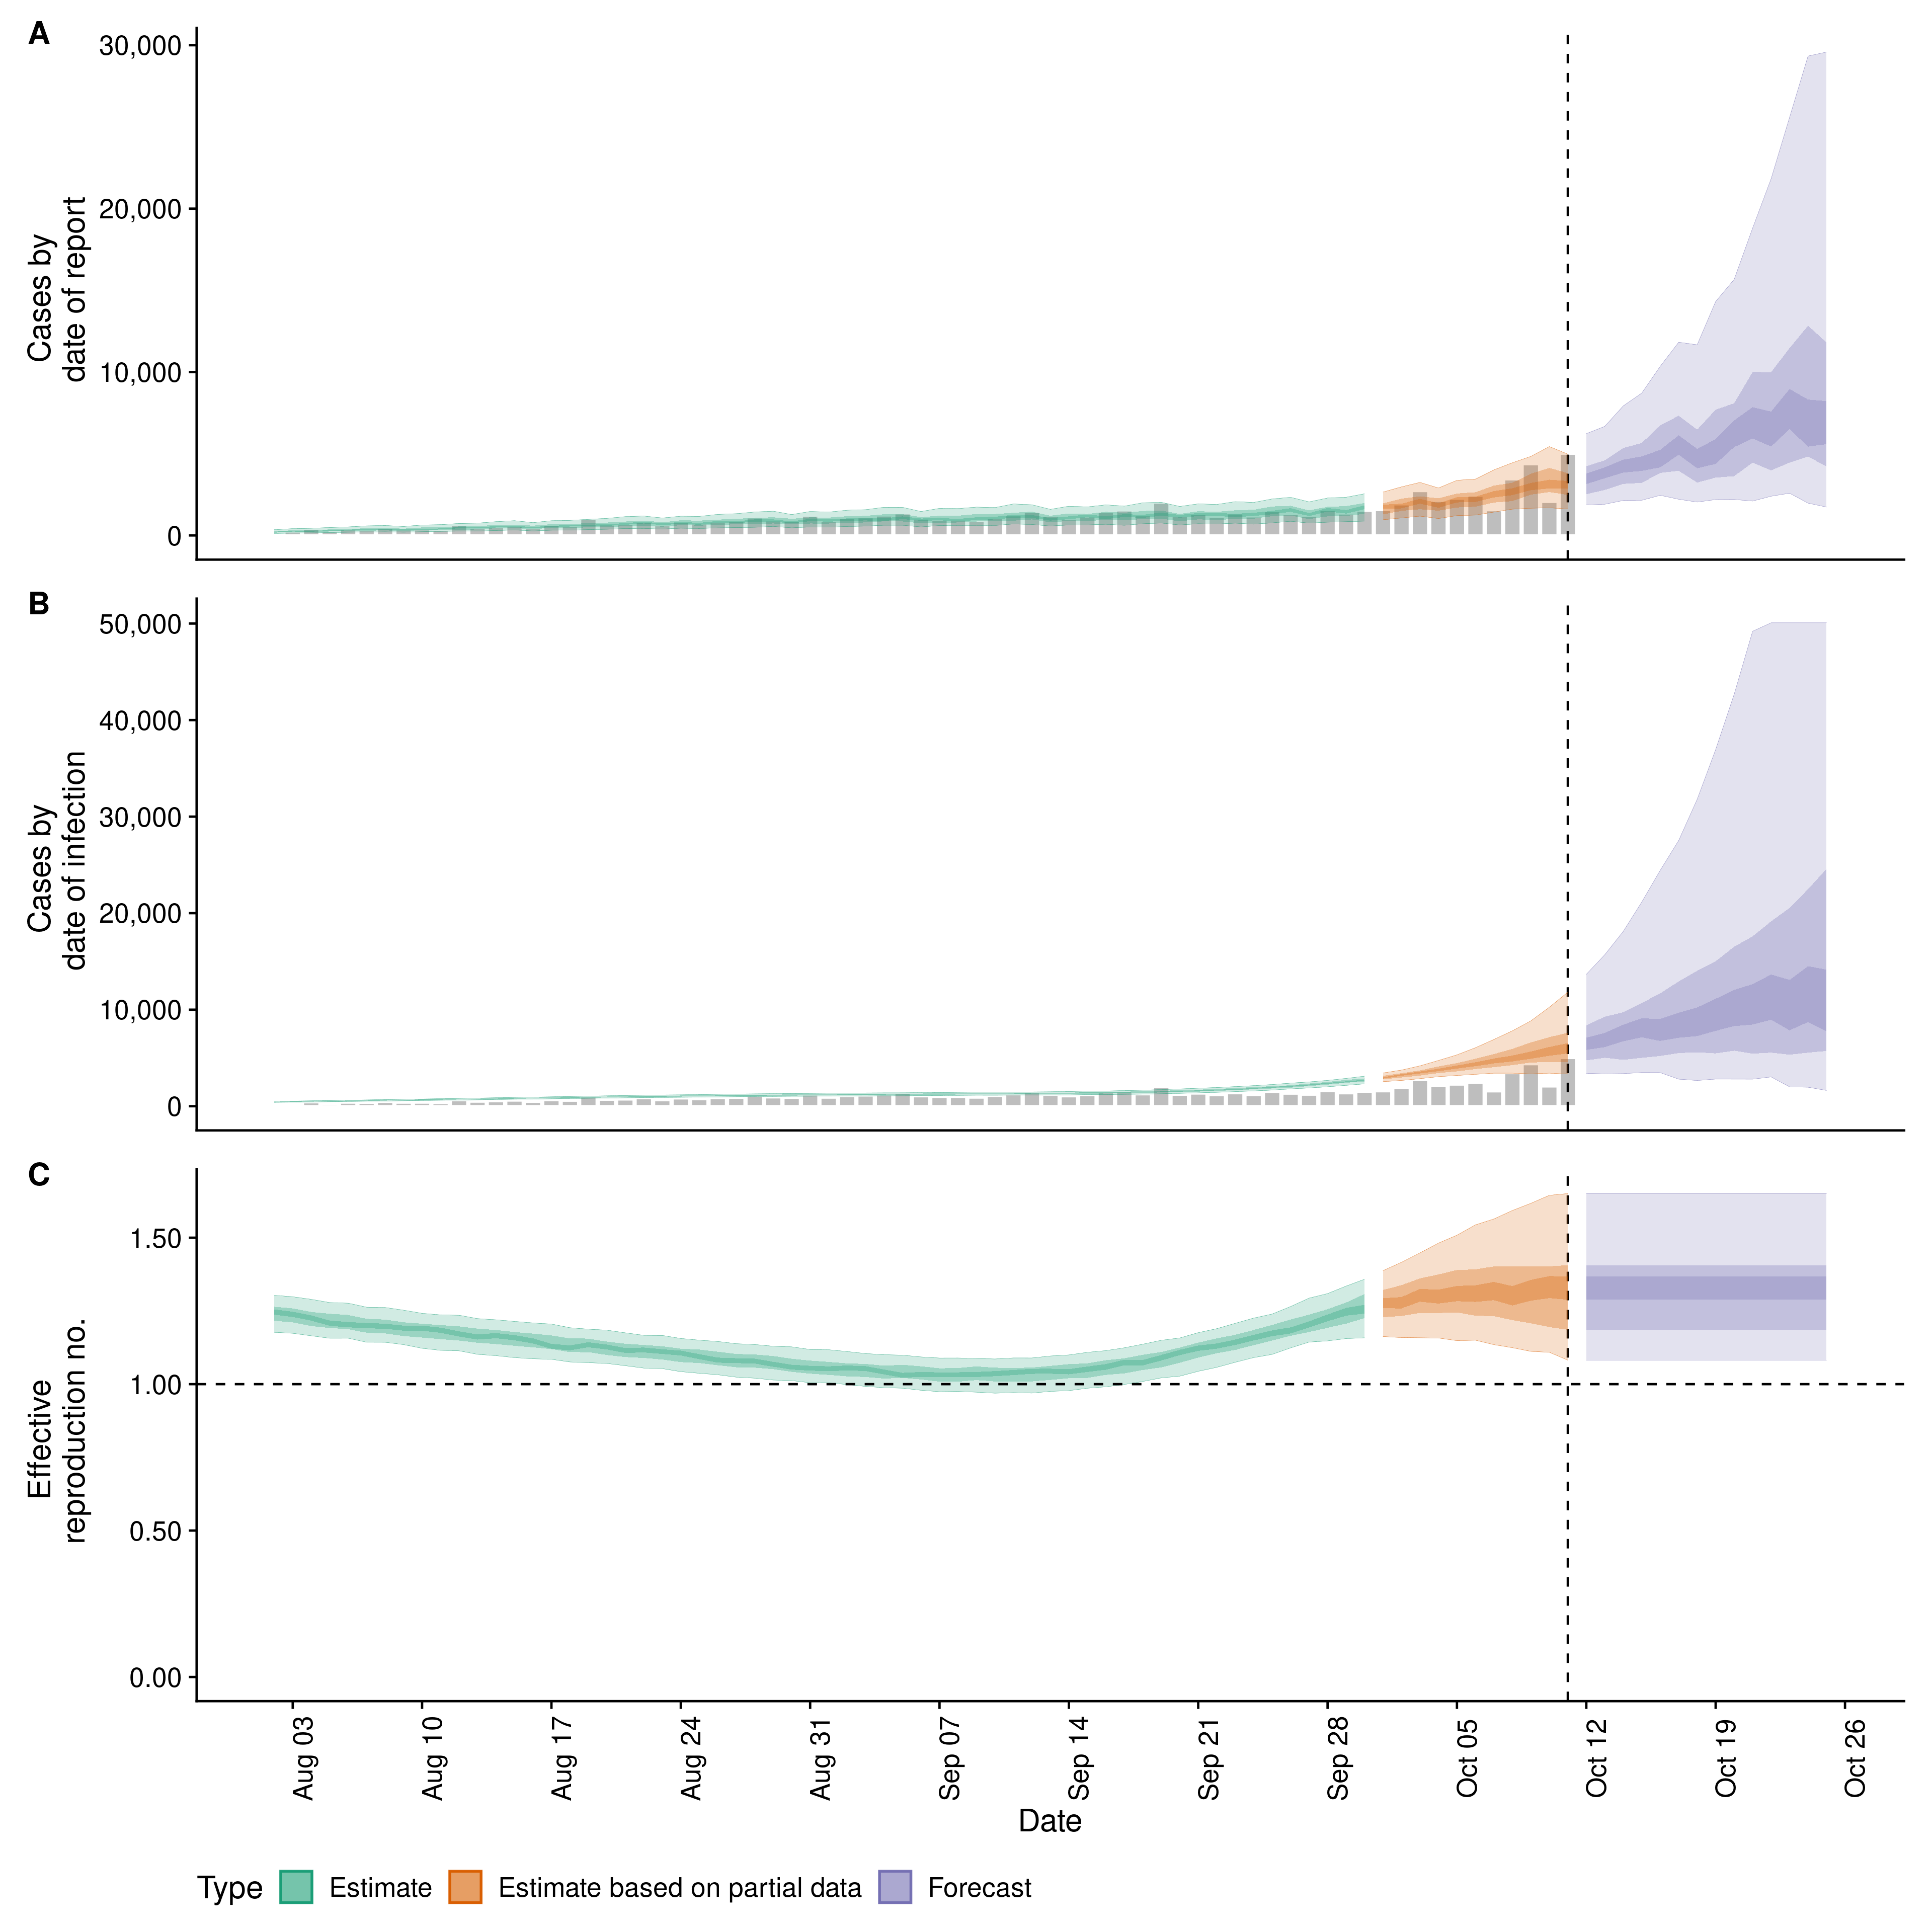 A
30,000
20,000
10,000
0
Cases by
date of report
B
50,000
40,000
30,000
20,000
10,000
0
Cases by
date of infection
C
1.50
1.00
0.50
0.00
Effective
reproduction no.
Aug 03
Aug 10
Aug 17
Aug 24
Aug 31
Sep 07
Sep 14
Sep 21
Sep 28
Oct 05
Oct 12
Oct 19
Oct 26
Date
Type Estimate Estimate based on partial data Forecast